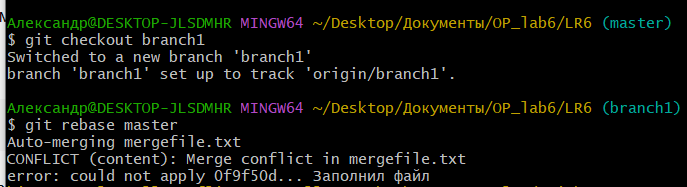 Александр@DESKTOP-JLSDMHR MINGW64 ~/Desktop/Документы/OP_lab6/LR6 (master)
$ git checkout branch1
Switched to a new branch 'branch1'
branch 'branch1' set up to track 'origin/branch1'.
Александр@DESKTOP-JLSDMHR MINGW64 ~/Desktop/Документы/OP_lab6/LR6 (branch1)
$ git rebase master
Auto-merging mergefile.txt
CONFLICT (content): Merge conflict in mergefile.txt
error: could not apply 0f9f50d... Заполнил файл